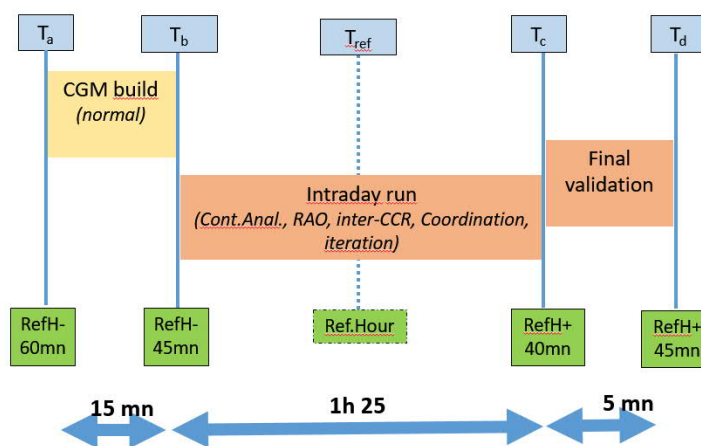 Ta Tb Tref Tc Td
CGM build
(normal)
Final
validation
Intraday run
(Cont.Anal., RAO, inter-CCR, Coordination,
iteration)
RefH-
60mn
RefH-
45mn
Ref.Hour
RefH+
40mn
RefH+
45mn
15 mn
1h 25
5 mn